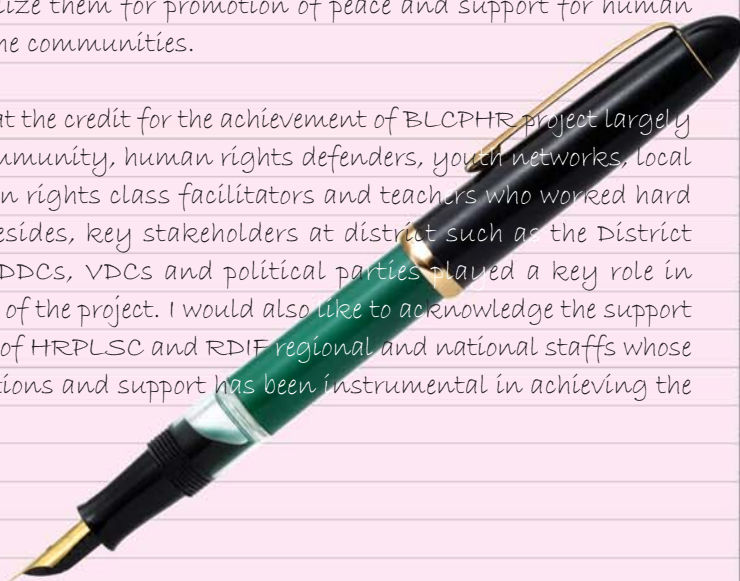 lize them for promotion of peace and support for human
he communities.
at the credit for the achievement of BLCPHR project largely
mmunity, human rights defenders, youth networks, local
n rights class facilitators and teachers who worked hard
esides, key stakeholders at district such as the District
DDCs, VDCs and political parties played a key role in
of the project. I would also like to acknowledge the support
of HRPLSC and RDIF regional and national staffs whose
tions and support has been instrumental in achieving the